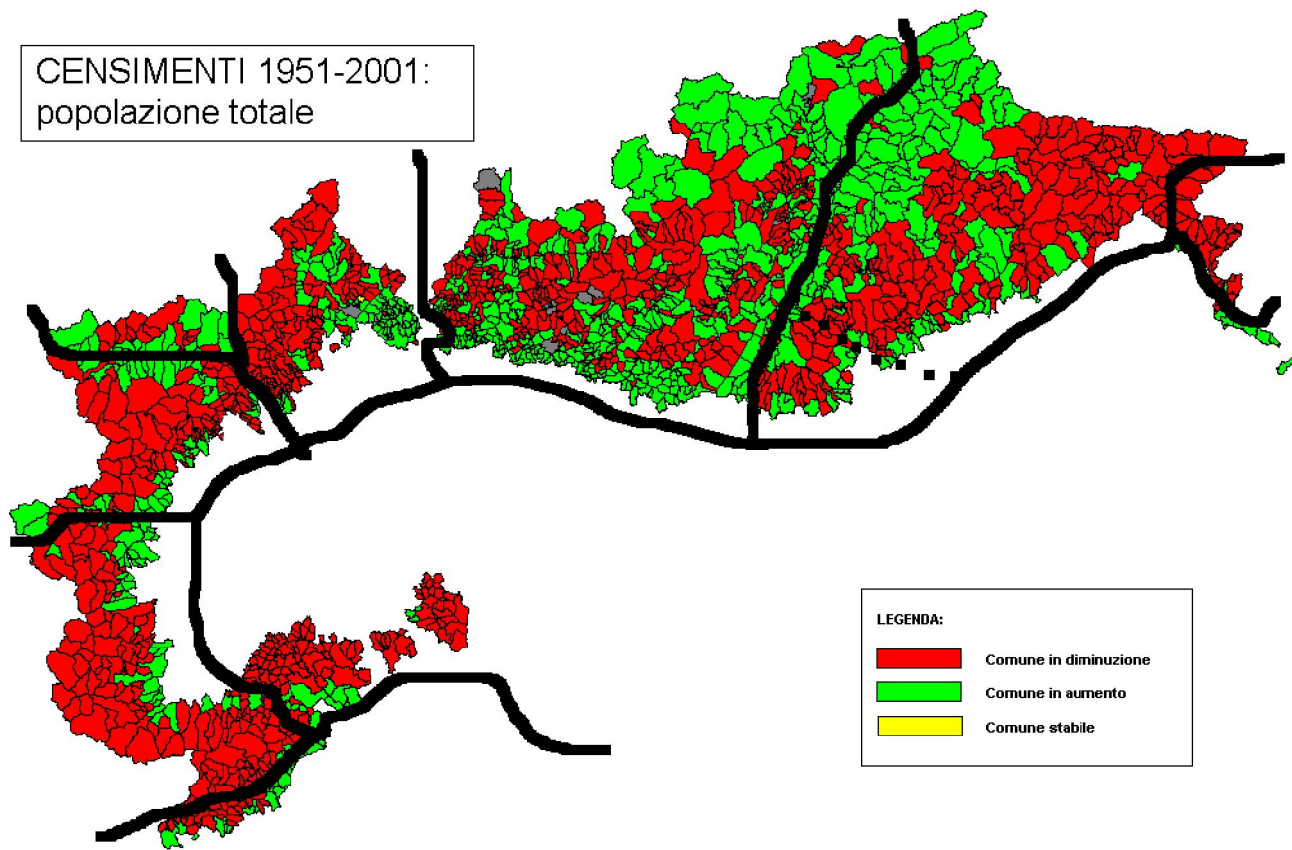 CENSIMENTI 1951-2001:
popolazione totale
LEGENDA:
Comune in diminuzione
Comune in aumento
Comune stabile